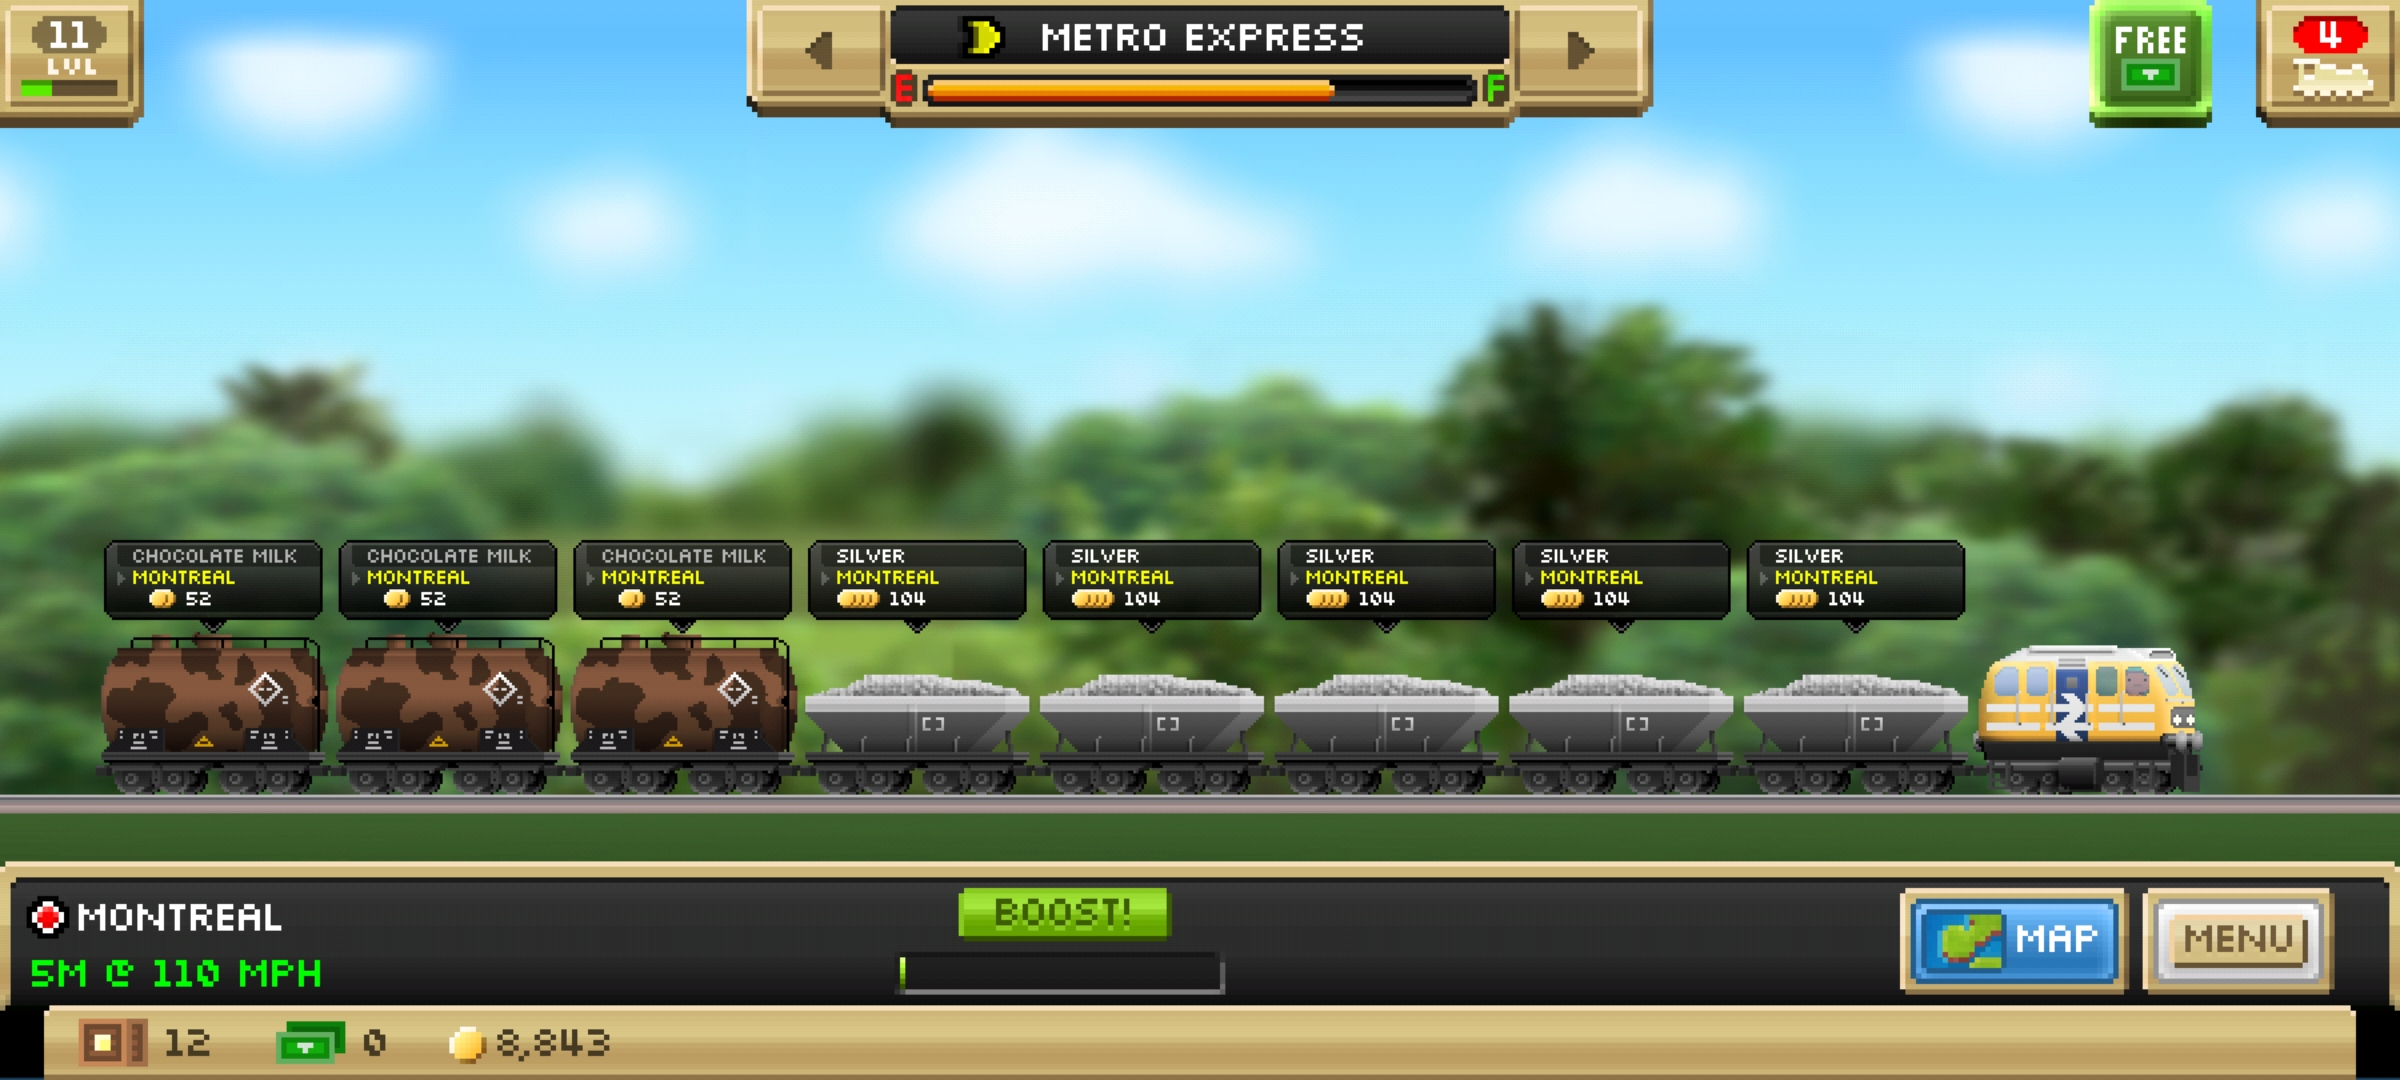 11
LVL
METRO EXPRESS
E F
FREE
4
CHOCOLATE MILK
MONTREAL
52
CHOCOLATE MILK
MONTREAL
52
CHOCOLATE MILK
MONTREAL
52
SILVER
MONTREAL
104
SILVER
MONTREAL
104
SILVER
MONTREAL
104
SILVER
MONTREAL
104
SILVER
MONTREAL
104
MONTREAL
5M @ 110 MPH
BOOST!
MAP
MENU
12
0
8,843